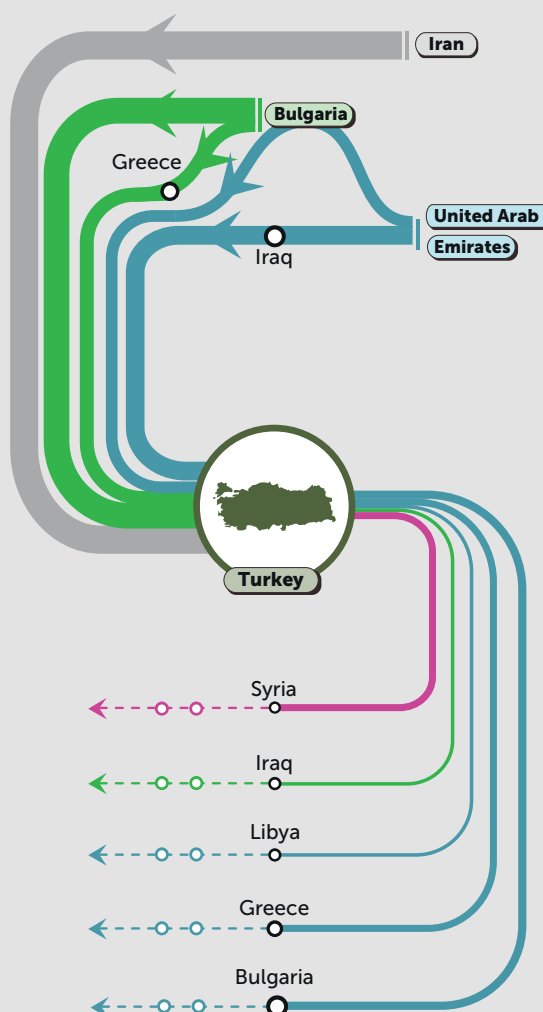 Iran
Bulgaria
Greece
United Arab
Emirates
Iraq
Turkey
Syria
Iraq
Libya
Greece
Bulgaria